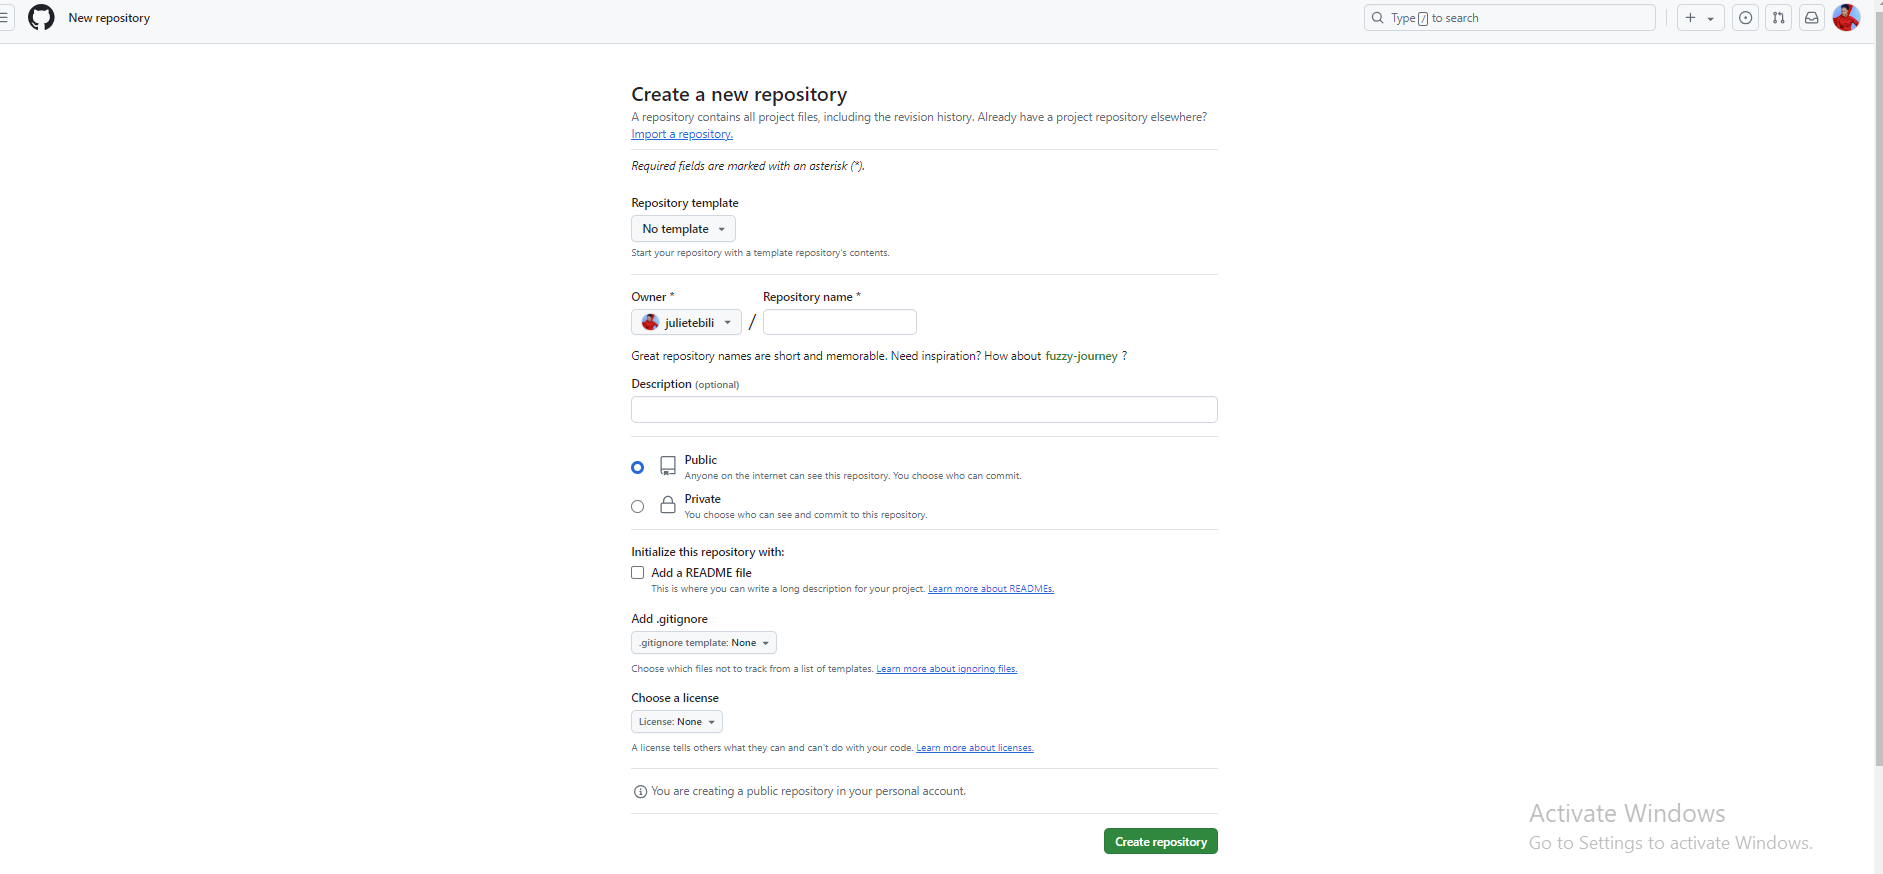 New repository
Type / to search
Create a new repository
A repository contains all project files, including the revision history. Already have a project repository elsewhere?
Import a repository.
Required fields are marked with an asterisk (*).
Repository template
No template
Start your repository with a template repository's contents.
Owner * Repository name *
julietebili /
Great repository names are short and memorable. Need inspiration? How about fuzzy-journey ?
Description (optional)
Public
Anyone on the internet can see this repository. You choose who can commit.
Private
You choose who can see and commit to this repository.
Initialize this repository with:
Add a README file
This is where you can write a long description for your project. Learn more about READMEs.
Add .gitignore
.gitignore template: None
Choose which files not to track from a list of templates. Learn more about ignoring files.
Choose a license
License: None
A license tells others what they can and can't do with your code. Learn more about licenses.
You are creating a public repository in your personal account.
Create repository
Activate Windows
Go to Settings to activate Windows.